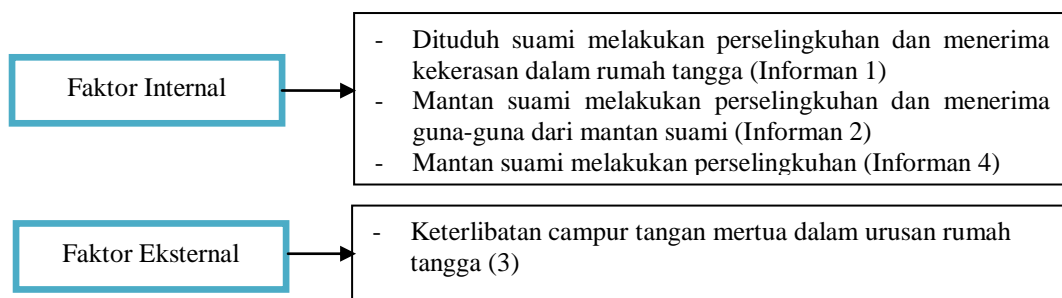 Faktor Internal
- Dituduh suami melakukan perselingkuhan dan menerima
kekerasan dalam rumah tangga (Informan 1)
- Mantan suami melakukan perselingkuhan dan menerima
guna-guna dari mantan suami (Informan 2)
- Mantan suami melakukan perselingkuhan (Informan 4)
Faktor Eksternal
- Keterlibatan campur tangan mertua dalam urusan rumah
tangga (3)